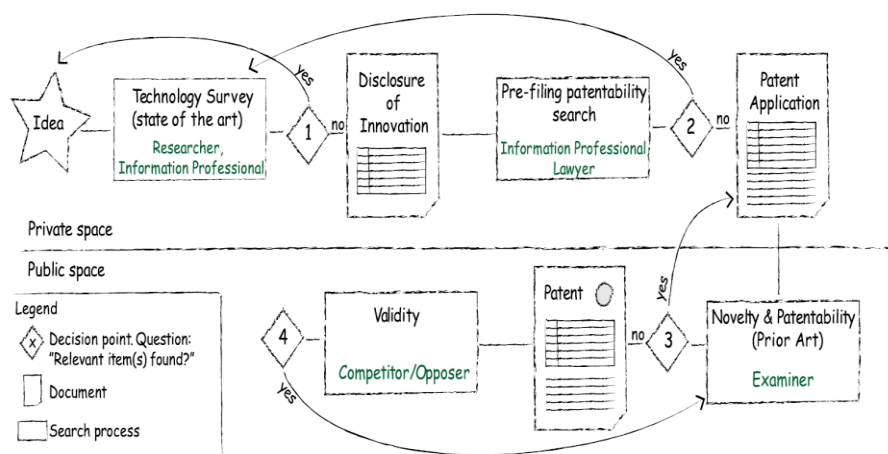 Idea
Technology Survey
(state of the art)
Researcher,
Information Professional
yes
1
no
Disclosure
of
Innovation
Pre-filing patentability
search
Information Professional
Lawyer
yes
2
no
Patent
Application
Private space
Public space
Legend
x
Decision point. Question:
"Relevant item(s) found?"
Document
Search process
4
yes
Validity
Competitor/Opposer
Patent
no
3
yes
Novelty & Patentability
(Prior Art)
Examiner